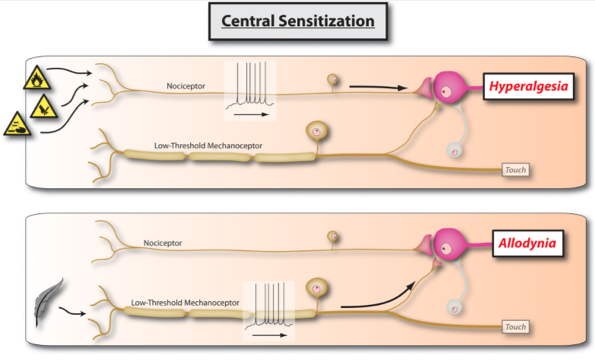 Central Sensitization
Nociceptor
Hyperalgesia
Low-Threshold Mechanoceptor
Touch
Nociceptor
Allodynia
Low-Threshold Mechanoceptor
Touch